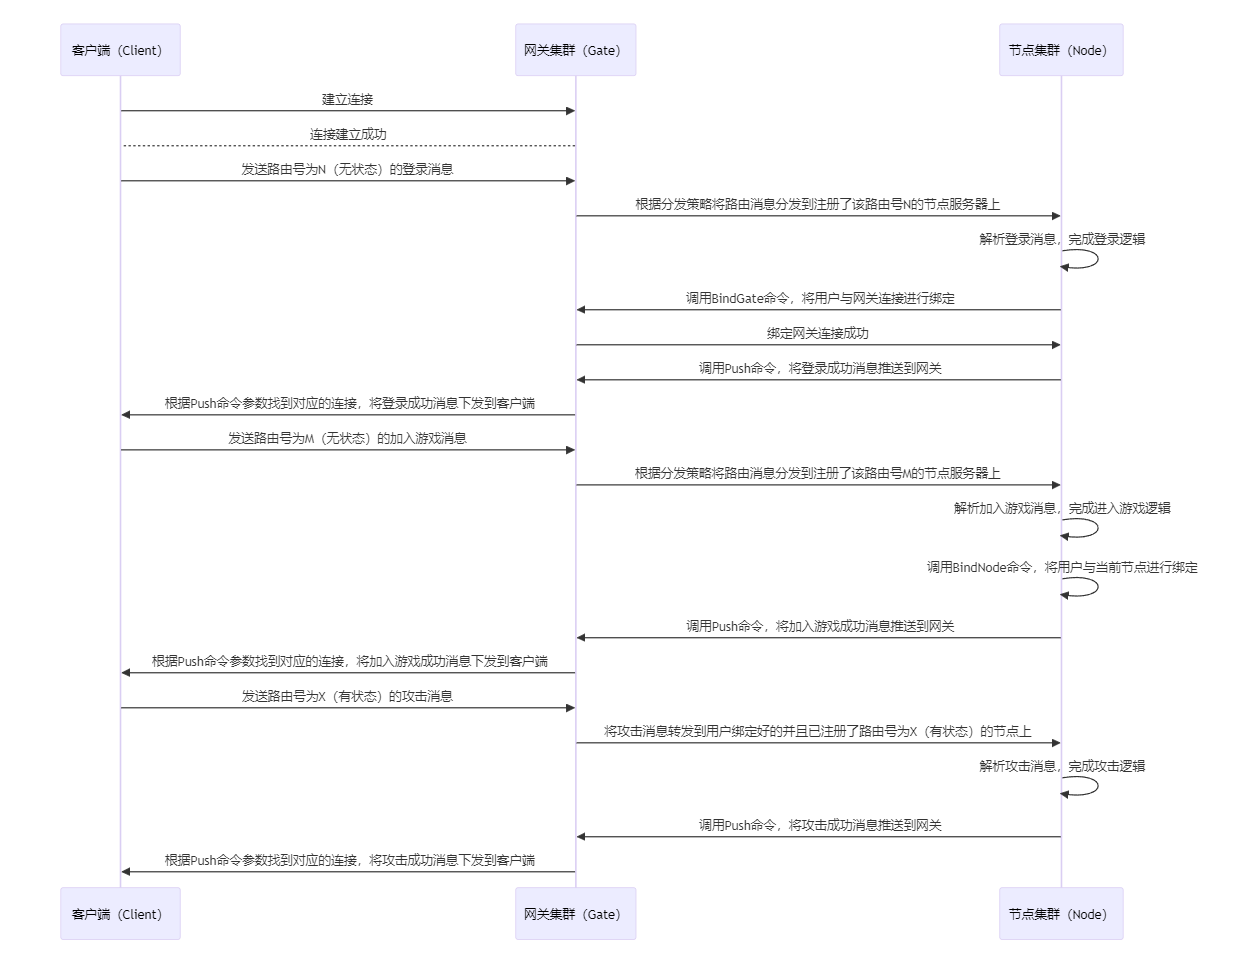 客户端（Client）
网关集群（Gate）
节点集群（Node）
建立连接
连接建立成功
发送路由号为N（无状态）的登录消息
根据分发策略将路由消息分发到注册了该路由号N的节点服务器上
解析登录消息，完成登录逻辑
调用BindGate命令，将用户与网关连接进行绑定
绑定网关连接成功
调用Push命令，将登录成功消息推送到网关
根据Push命令参数找到对应的连接，将登录成功消息下发到客户端
发送路由号为M（无状态）的加入游戏消息
根据分发策略将路由消息分发到注册了该路由号M的节点服务器上
解析加入游戏消息，完成进入游戏逻辑
调用BindNode命令，将用户与当前节点进行绑定
调用Push命令，将加入游戏成功消息推送到网关
根据Push命令参数找到对应的连接，将加入游戏成功消息下发到客户端
发送路由号为X（有状态）的攻击消息
将攻击消息转发到用户绑定好的并且已注册了路由号为X（有状态）的节点上
解析攻击消息，完成攻击逻辑
调用Push命令，将攻击成功消息推送到网关
根据Push命令参数找到对应的连接，将攻击成功消息下发到客户端
客户端（Client）
网关集群（Gate）
节点集群（Node）